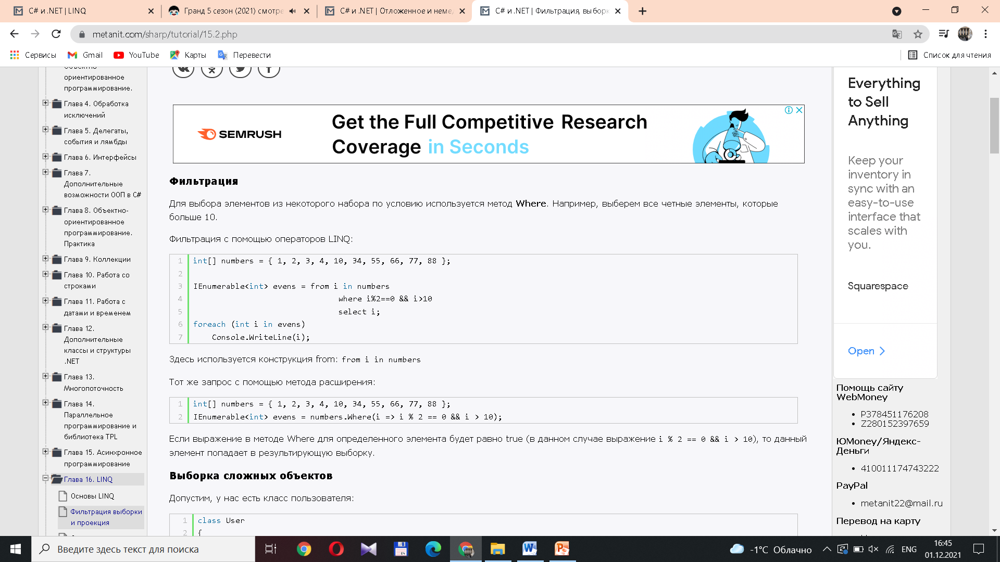 C# и .NET | LINQ
Гранд 5 сезон (2021) смотре
C# и .NET | Отложенное и неме
C# и .NET | Фильтрация, выборк
metanit.com/sharp/tutorial/15.2.php
Сервисы
Gmail
YouTube
Карты
Перевести
Список для чтения
ориентированное
программирование.
Глава 4. Обработка
исключений
Глава 5. Делегаты,
события и лямбды
Глава 6. Интерфейсы
Глава 7.
Дополнительные
возможности ООП в C#
Глава 8. Объектно-
ориентированное
программирование.
Практика
Глава 9. Коллекции
Глава 10. Работа со
строками
Глава 11. Работа с
датами и временем
Глава 12.
Дополнительные
классы и структуры
.NET
Глава 13.
Многопоточность
Глава 14.
Параллельное
программирование и
библиотека TPL
Глава 15. Асинхронное
программирование
Глава 16. LINQ
Основы LINQ
Фильтрация выборки
и проекция
SEMRUSH
Get the Full Competitive Research
Coverage in Seconds
Фильтрация
Для выбора элементов из некоторого набора по условию используется метод Where. Например, выберем все четные элементы, которые
больше 10.
Фильтрация с помощью операторов LINQ:
1 int[] numbers = { 1, 2, 3, 4, 10, 34, 55, 66, 77, 88 };
2
3 IEnumerable<int> evens = from i in numbers
4 where i%2==0 && i>10
5 select i;
6 foreach (int i in evens)
7 Console.WriteLine(i);
Здесь используется конструкция from: from i in numbers
Тот же запрос с помощью метода расширения:
1 int[] numbers = { 1, 2, 3, 4, 10, 34, 55, 66, 77, 88 };
2 IEnumerable<int> evens = numbers.Where(i => i % 2 == 0 && i > 10);
Если выражение в методе Where для определенного элемента будет равно true (в данном случае выражение i % 2 == 0 && i > 10), то данный
элемент попадает в результирующую выборку.
Выборка сложных объектов
Допустим, у нас есть класс пользователя:
1 class User
2 {
Everything
to Sell
Anything
Keep your
inventory in
sync with an
easy-to-use
interface that
scales with
you.
Squarespace
Open
Помощь сайту
WebMoney
• P378451176208
• Z280152397659
ЮMoney/Яндекс-
Деньги
• 410011174743222
PayPal
• metanit22@mail.ru
Перевод на карту
Введите здесь текст для поиска
-1°C Облачно
ENG
16:45
01.12.2021